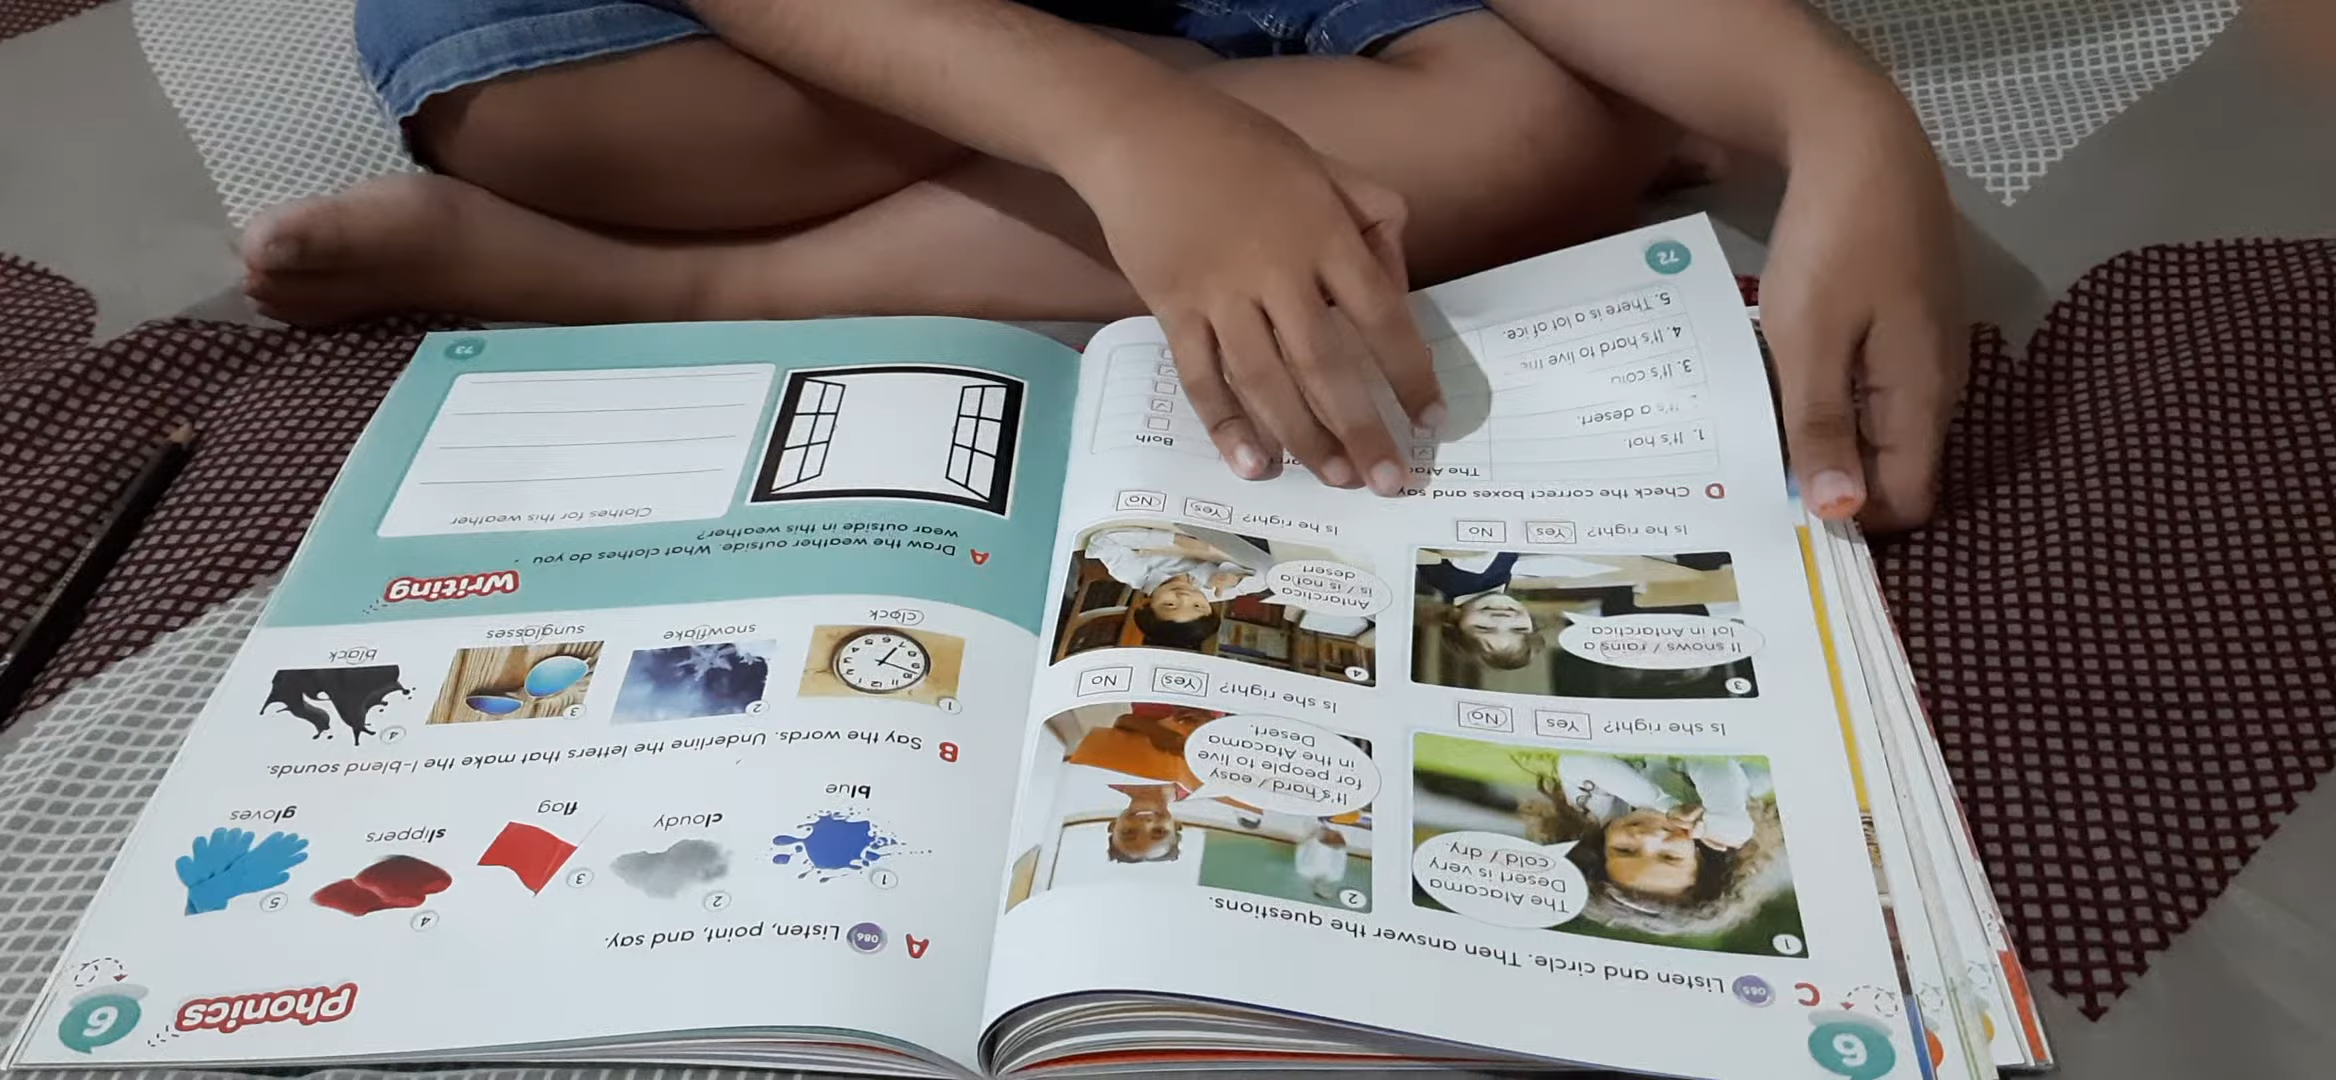 6
C 085 Listen and circle. Then answer the questions.
1
The Atacama
Desert is very
cold / dry.
Is she right? Yes No
2
It's hard / easy
for people to live
in the Atacama
Desert.
Is she right? Yes No
3
It snows / rains a
lot in Antarctica.
Is he right? Yes No
4
Antarctica
is / is not a
desert
Is he right? Yes No
D Check the correct boxes and say
The Atac
Both
1. It's hot.
It's a desert.
3. It's
4. It's hard to live
5. There is a lot of ice.
72
6
Phonics
A 086 Listen, point, and say.
1
blue
2
cloudy
3
flag
4
slippers
5
gloves
B Say the words. Underline the letters that make the l-blend sounds.
1
clock
2
snowflake
3
sunglasses
4
black
Writing
A Draw the weather outside. What clothes do you
wear outside in this weather?
Clothes for this weather
73